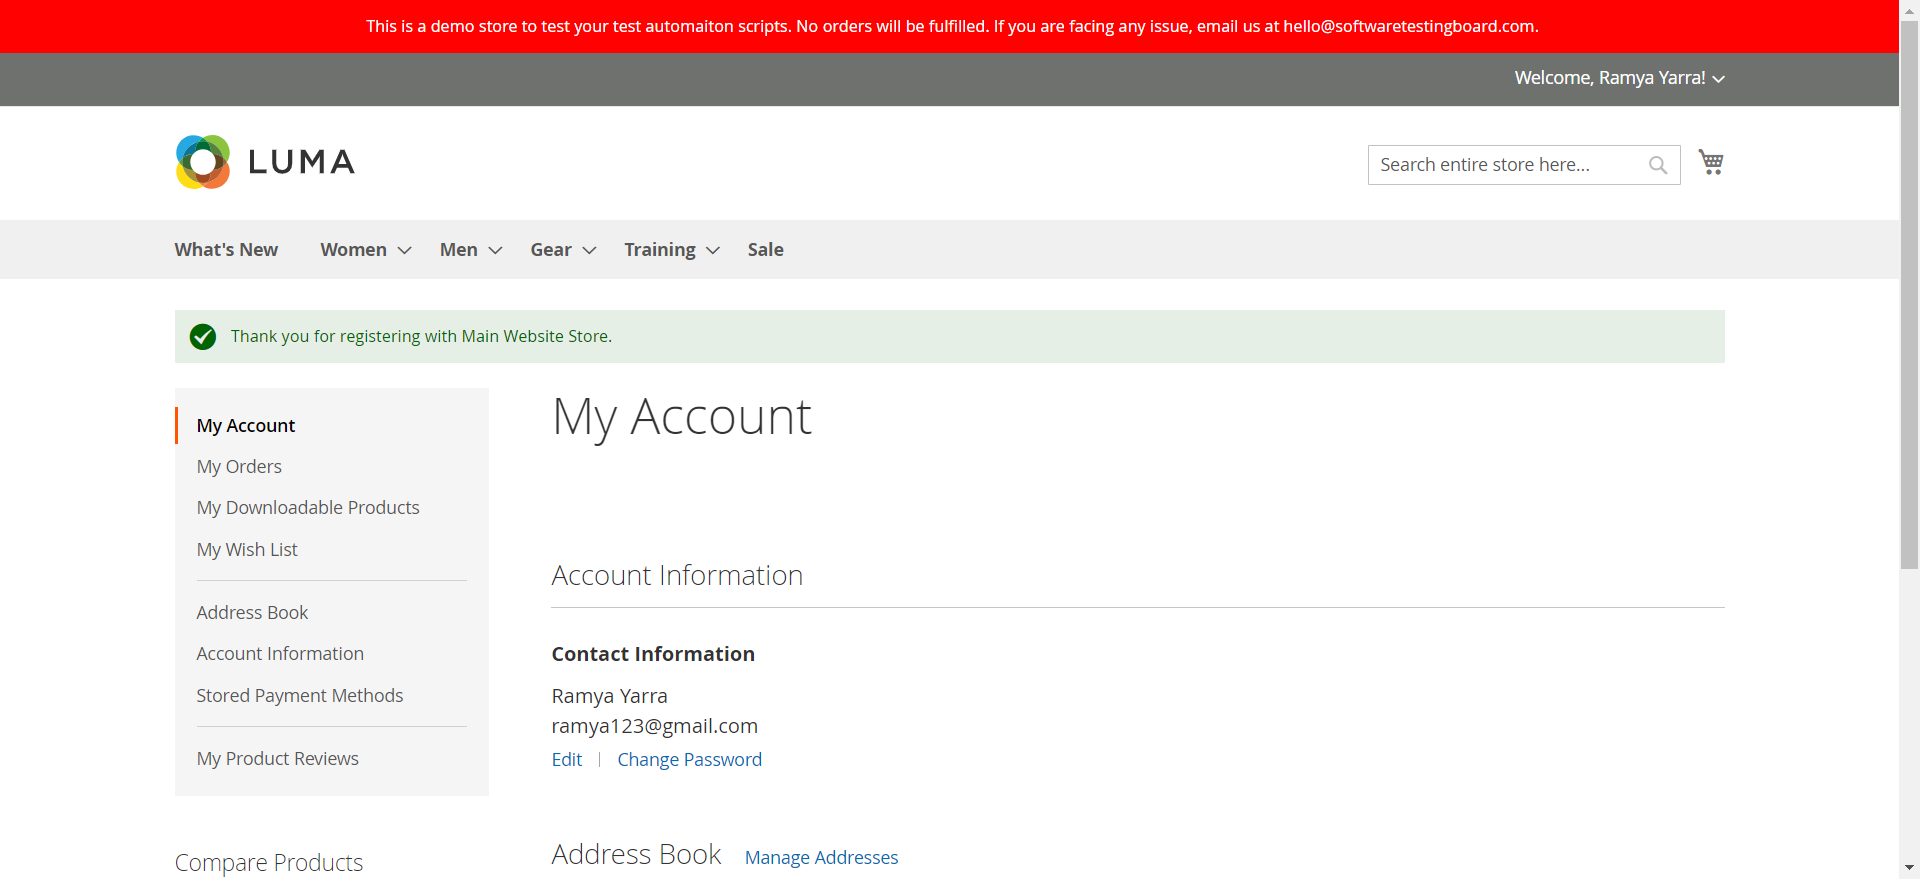 This is a demo store to test your test automaiton scripts. No orders will be fulfilled. If you are facing any issue, email us at hello@softwaretestingboard.com.
Welcome, Ramya Yarra!
LUMA
Search entire store here...
What's New Women Men Gear Training Sale
Thank you for registering with Main Website Store.
My Account
My Orders
My Downloadable Products
My Wish List
Address Book
Account Information
Stored Payment Methods
My Product Reviews
Compare Products
My Account
Account Information
Contact Information
Ramya Yarra
ramya123@gmail.com
Edit | Change Password
Address Book Manage Addresses